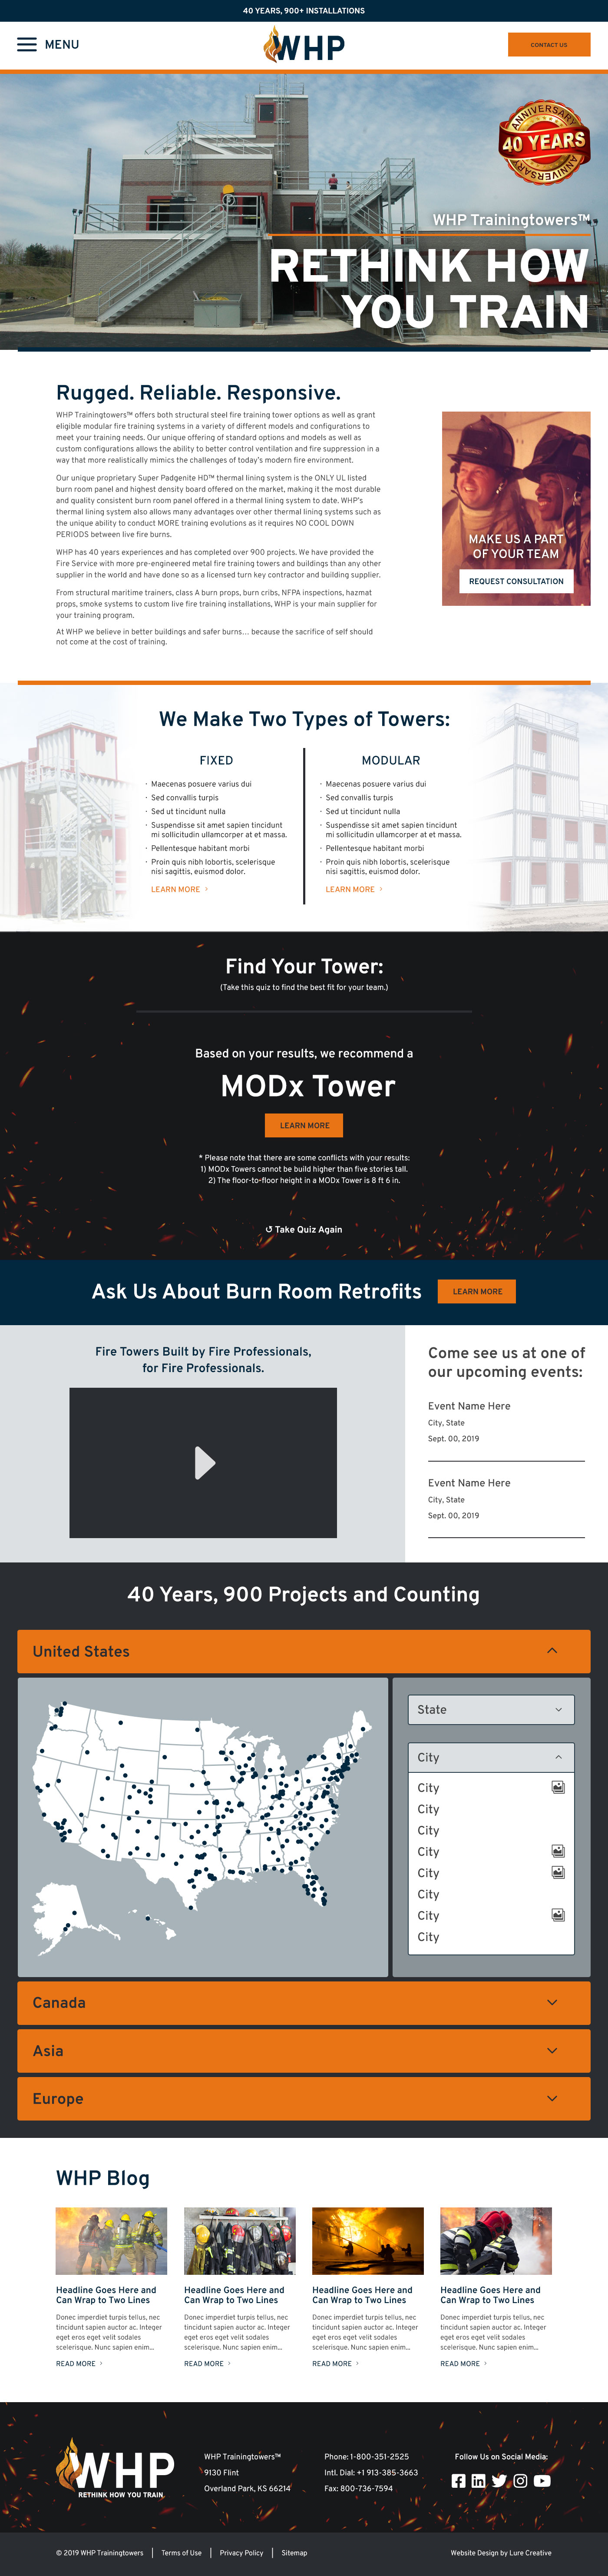 40 YEARS, 900+ INSTALLATIONS
MENU
WHP
CONTACT US
ANNIVERSARY
40 YEARS
ANNIVERSARY
WHP Trainingtowers™
RETHINK HOW
YOU TRAIN
Rugged. Reliable. Responsive.
WHP Trainingtowers™ offers both structural steel fire training tower options as well as grant
eligible modular fire training systems in a variety of different models and configurations to
meet your training needs. Our unique offering of standard options and models as well as
custom configurations allows the ability to better control ventilation and fire suppression in a
way that more realistically mimics the challenges of today's modern fire environment.
Our unique proprietary Super Padgenite HD™ thermal lining system is the ONLY UL listed
burn room panel and highest density board offered on the market, making it the most durable
and quality consistent burn room panel offered in a thermal lining system to date. WHP's
thermal lining system also allows many advantages over other thermal lining systems such as
the unique ability to conduct MORE training evolutions as it requires NO COOL DOWN
PERIODS between live fire burns.
WHP has 40 years experiences and has completed over 900 projects. We have provided the
Fire Service with more pre-engineered metal fire training towers and buildings than any other
supplier in the world and have done so as a licensed turn key contractor and building supplier.
From structural maritime trainers, class A burn props, burn cribs, NFPA inspections, hazmat
props, smoke systems to custom live fire training installations, WHP is your main supplier for
your training program.
At WHP we believe in better buildings and safer burns… because the sacrifice of self should
not come at the cost of training.
MAKE US A PART
OF YOUR TEAM
REQUEST CONSULTATION
We Make Two Types of Towers:
FIXED
· Maecenas posuere varius dui
· Sed convallis turpis
· Sed ut tincidunt nulla
· Suspendisse sit amet sapien tincidunt
mi sollicitudin ullamcorper at et massa.
· Pellentesque habitant morbi
· Proin quis nibh lobortis, scelerisque
nisi sagittis, euismod dolor.
LEARN MORE >
MODULAR
· Maecenas posuere varius dui
· Sed convallis turpis
· Sed ut tincidunt nulla
· Suspendisse sit amet sapien tincidunt
mi sollicitudin ullamcorper at et massa.
· Pellentesque habitant morbi
· Proin quis nibh lobortis, scelerisque
nisi sagittis, euismod dolor.
LEARN MORE >
Find Your Tower:
(Take this quiz to find the best fit for your team.)
Based on your results, we recommend a
MODx Tower
LEARN MORE
* Please note that there are some conflicts with your results:
1) MODx Towers cannot be build higher than five stories tall.
2) The floor-to-floor height in a MODx Tower is 8 ft 6 in.
↺ Take Quiz Again
Ask Us About Burn Room Retrofits
LEARN MORE
Fire Towers Built by Fire Professionals,
for Fire Professionals.
Come see us at one of
our upcoming events:
Event Name Here
City, State
Sept. 00, 2019
Event Name Here
City, State
Sept. 00, 2019
40 Years, 900 Projects and Counting
United States
State
City
City
City
City
City
City
City
City
City
Canada
Asia
Europe
WHP Blog
Headline Goes Here and
Can Wrap to Two Lines
Donec imperdiet turpis tellus, nec
tincidunt sapien auctor ac. Integer
eget eros eget velit sodales
scelerisque. Nunc sapien enim...
READ MORE >
Headline Goes Here and
Can Wrap to Two Lines
Donec imperdiet turpis tellus, nec
tincidunt sapien auctor ac. Integer
eget eros eget velit sodales
scelerisque. Nunc sapien enim...
READ MORE >
Headline Goes Here and
Can Wrap to Two Lines
Donec imperdiet turpis tellus, nec
tincidunt sapien auctor ac. Integer
eget eros eget velit sodales
scelerisque. Nunc sapien enim...
READ MORE >
Headline Goes Here and
Can Wrap to Two Lines
Donec imperdiet turpis tellus, nec
tincidunt sapien auctor ac. Integer
eget eros eget velit sodales
scelerisque. Nunc sapien enim...
READ MORE >
WHP
RETHINK HOW YOU TRAIN.
WHP Trainingtowers™
9130 Flint
Overland Park, KS 66214
Phone: 1-800-351-2525
Intl. Dial: +1 913-385-3663
Fax: 800-736-7594
Follow Us on Social Media:
© 2019 WHP Trainingtowers | Terms of Use | Privacy Policy | Sitemap
Website Design by Lure Creative